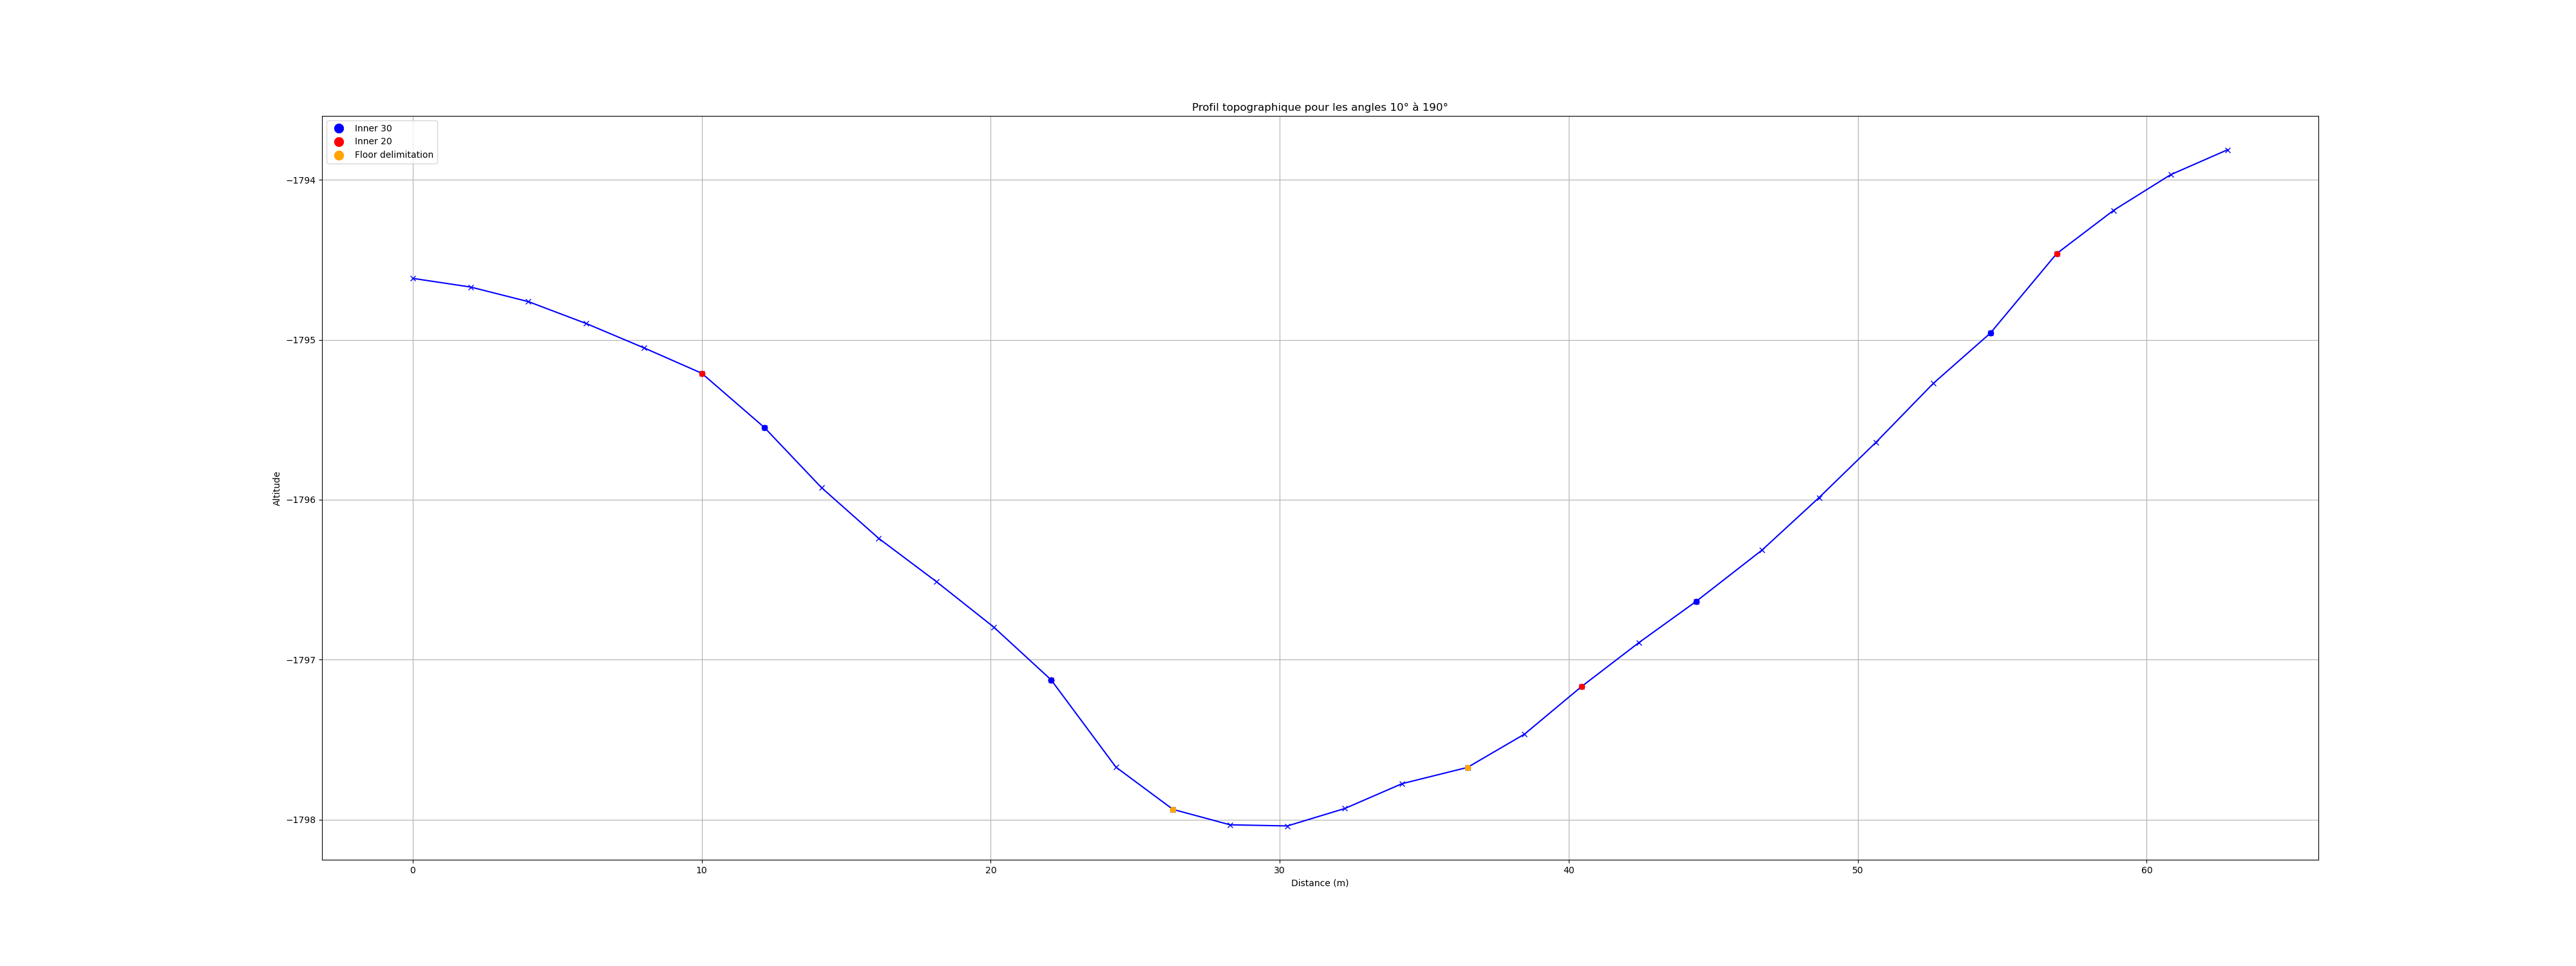 Profil topographique pour les angles 10° à 190°
Inner 30
Inner 20
Floor delimitation
Altitude
−1794
−1795
−1796
−1797
−1798
0 10 20 30 40 50 60
Distance (m)